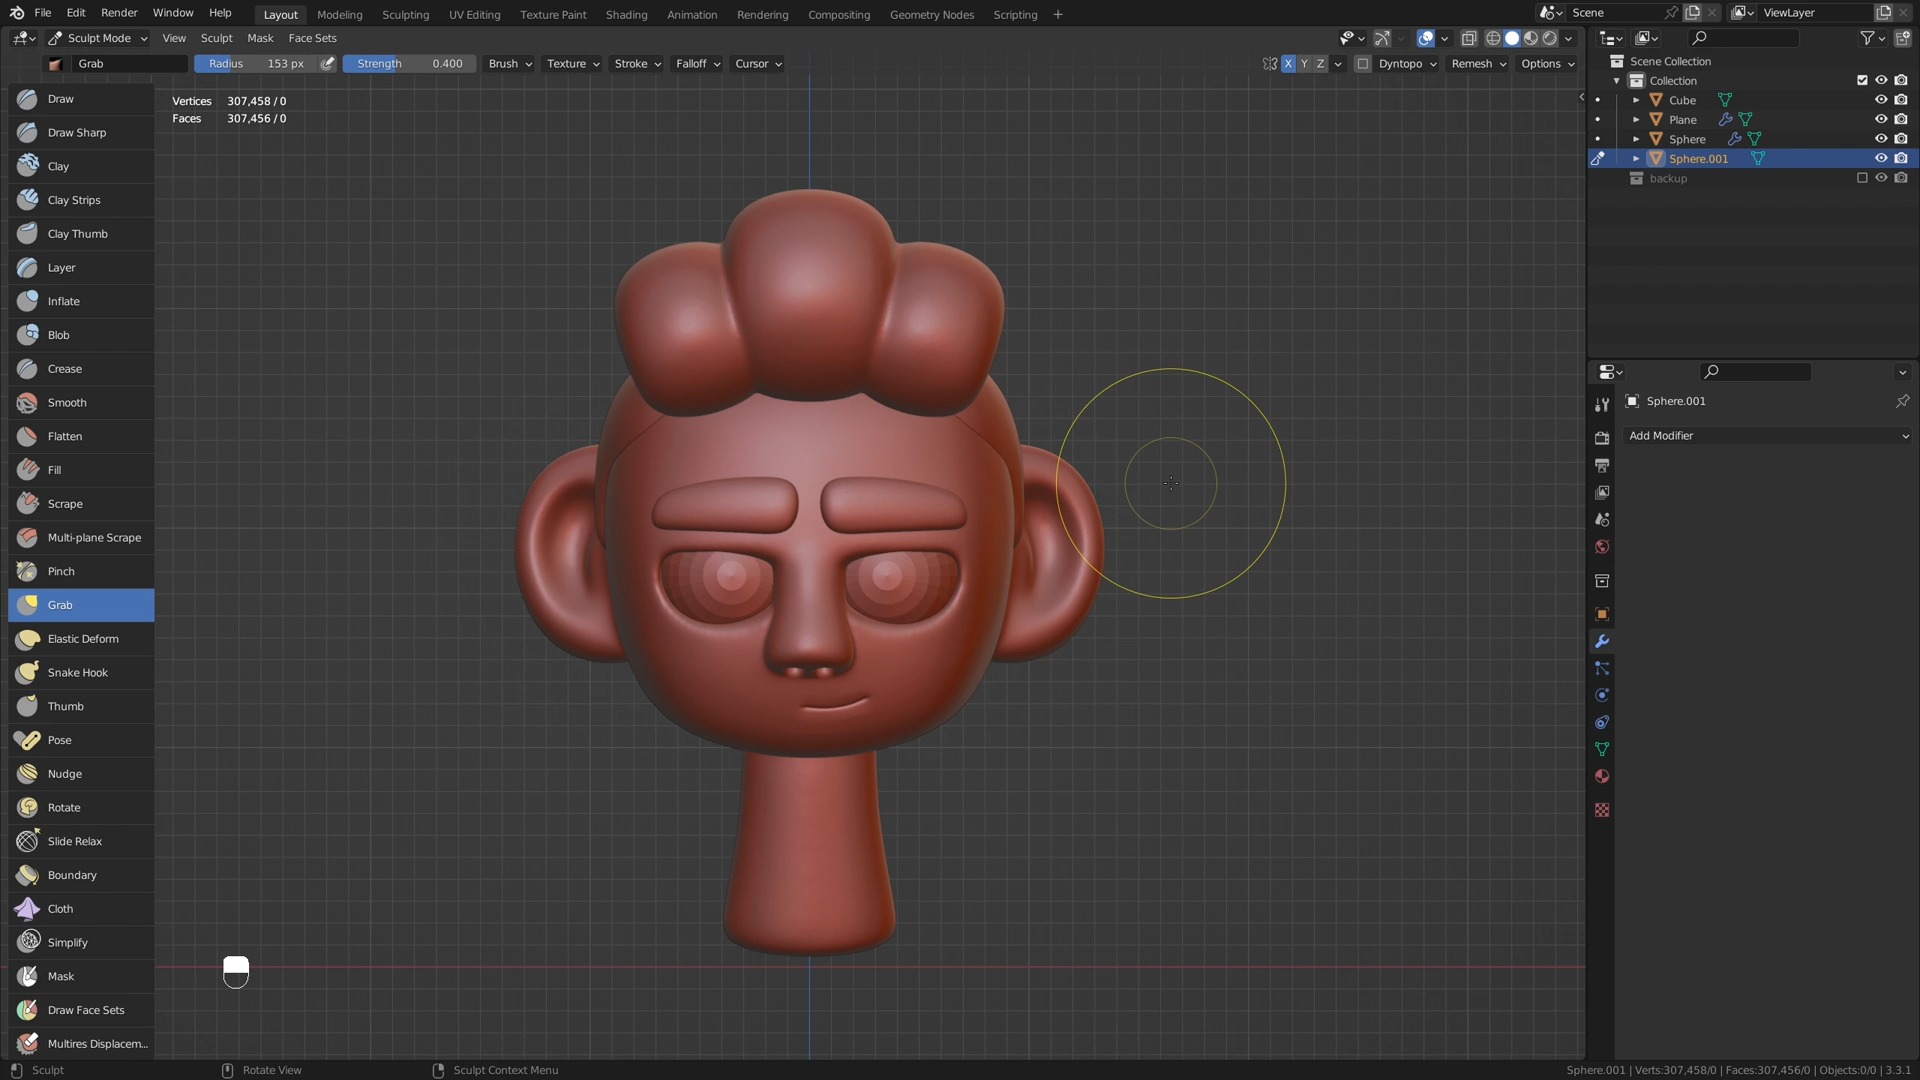 File Edit Render Window Help Layout Modeling Sculpting UV Editing Texture Paint Shading Animation Rendering Compositing Geometry Nodes Scripting + Scene ViewLayer
Sculpt Mode View Sculpt Mask Face Sets
Grab Radius 153 px Strength 0.400 Brush Texture Stroke Falloff Cursor X Y Z Dyntopo Remesh Options
Scene Collection
Collection
Cube
Plane
Sphere
Sphere.001
backup
Vertices 307,458 / 0
Faces 307,456 / 0
Draw
Draw Sharp
Clay
Clay Strips
Clay Thumb
Layer
Inflate
Blob
Crease
Smooth
Flatten
Fill
Scrape
Multi-plane Scrape
Pinch
Grab
Elastic Deform
Snake Hook
Thumb
Pose
Nudge
Rotate
Slide Relax
Boundary
Cloth
Simplify
Mask
Draw Face Sets
Multires Displacem...
Sphere.001
Add Modifier
Sculpt Rotate View Sculpt Context Menu Sphere.001 | Verts:307,458/0 | Faces:307,456/0 | Objects:0/0 | 3.3.1